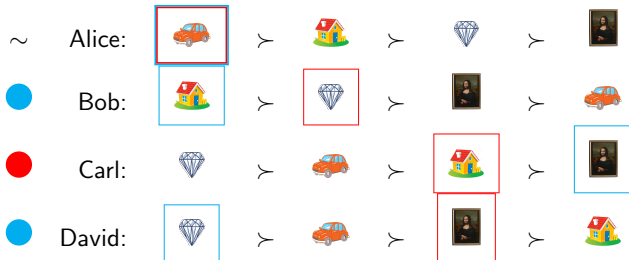 ∼ Alice: ≻ ≻ ≻
Bob: ≻ ≻ ≻
Carl: ≻ ≻ ≻
David: ≻ ≻ ≻